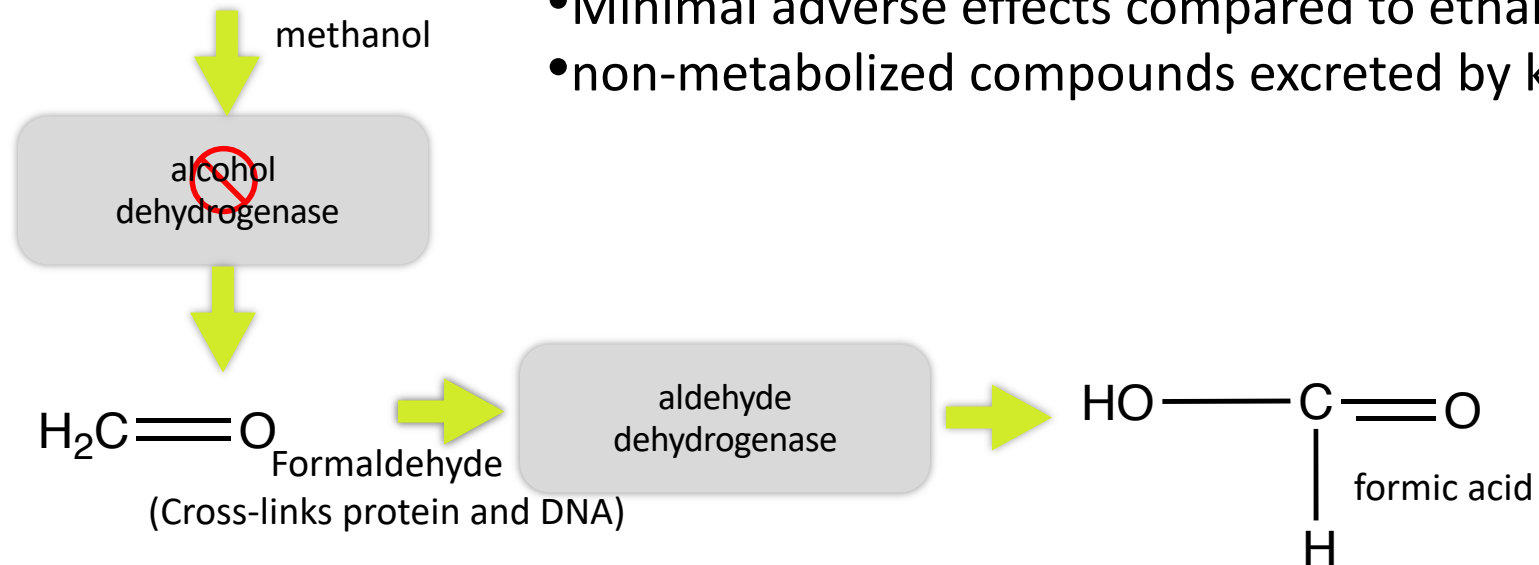 •Minimal adverse effects compared to
•non-metabolized compounds excreted by
methanol
alcohol
dehydrogenase
H₂C=O
Formaldehyde
(Cross-links protein and DNA)
aldehyde
dehydrogenase
HO C O
formic acid
H